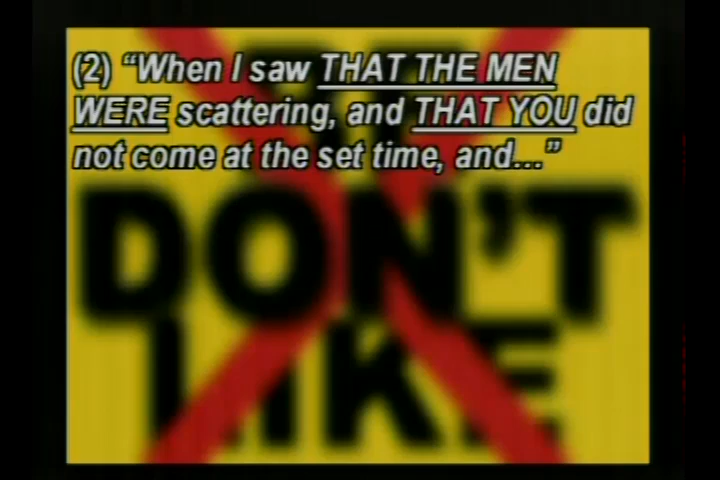 (2) “When I saw THAT THE MEN
WERE scattering, and THAT YOU did
not come at the set time, and...”
DON'T
LIKE